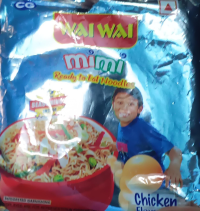 CG
WAI WAI
mimi
Ready to Eat Noodles
Chicken